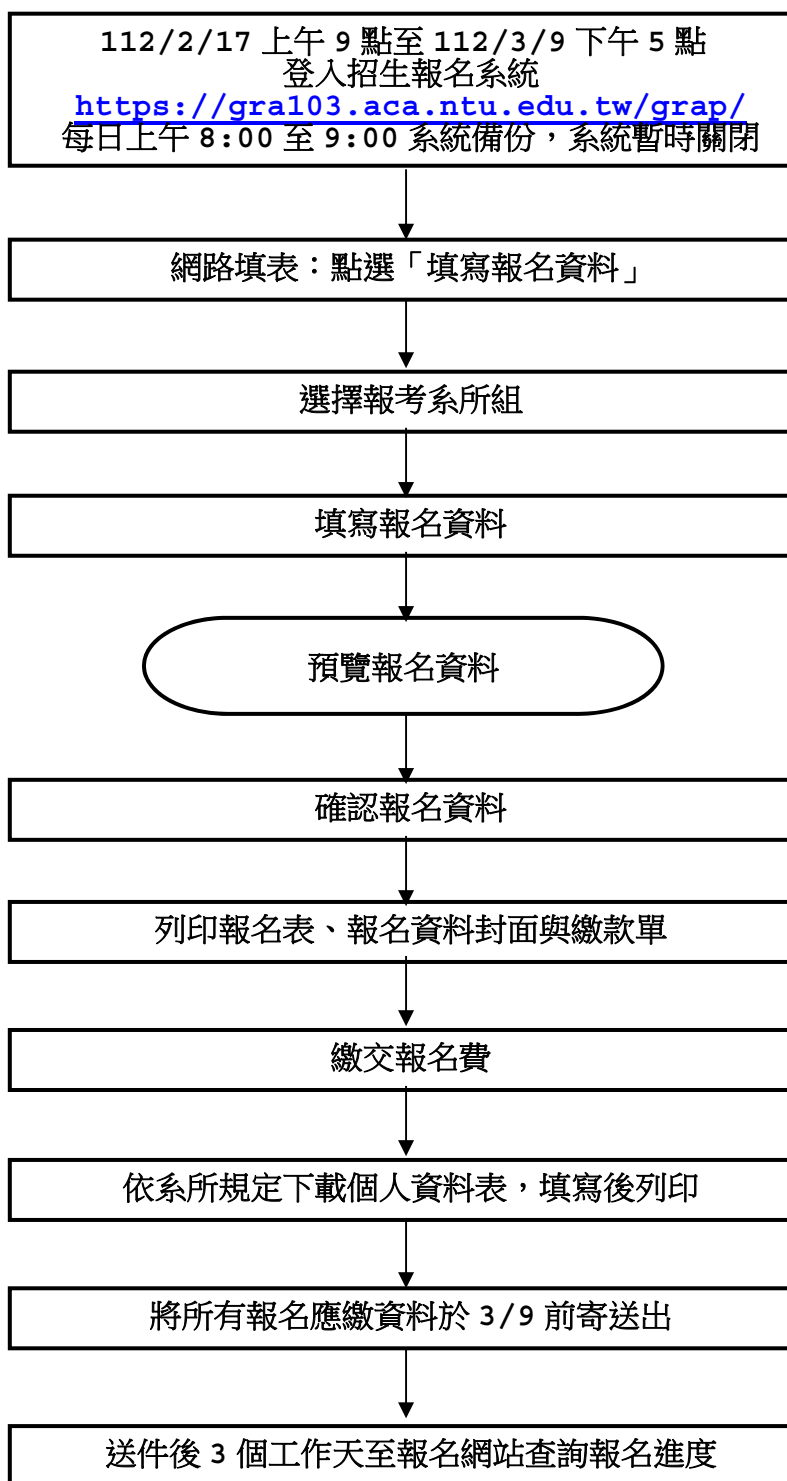 112/2/17 上午 9 點至 112/3/9 下午 5 點
登入招生報名系統
https://gra103.aca.ntu.edu.tw/grap/
每日上午 8:00 至 9:00 系統備份，系統暫時關閉
網路填表：點選「填寫報名資料」
選擇報考系所組
填寫報名資料
預覽報名資料
確認報名資料
列印報名表、報名資料封面與繳款單
繳交報名費
依系所規定下載個人資料表，填寫後列印
將所有報名應繳資料於 3/9 前寄送出
送件後 3 個工作天至報名網站查詢報名進度